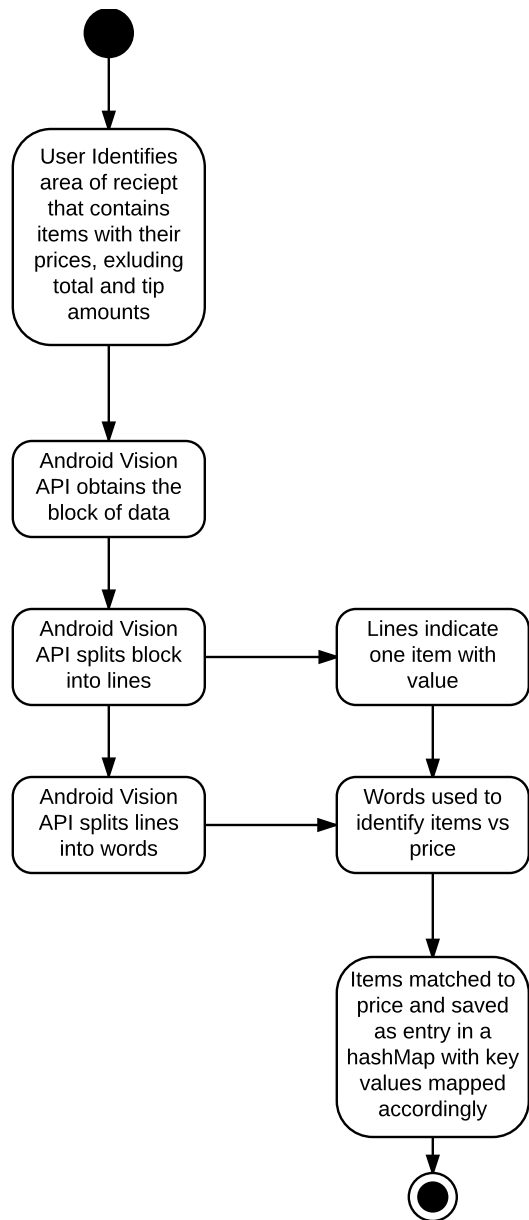 User Identifies
area of reciept
that contains
items with their
prices, exluding
total and tip
amounts
Android Vision
API obtains the
block of data
Android Vision
API splits block
into lines
Lines indicate
one item with
value
Android Vision
API splits lines
into words
Words used to
identify items vs
price
Items matched to
price and saved
as entry in a
hashMap with key
values mapped
accordingly